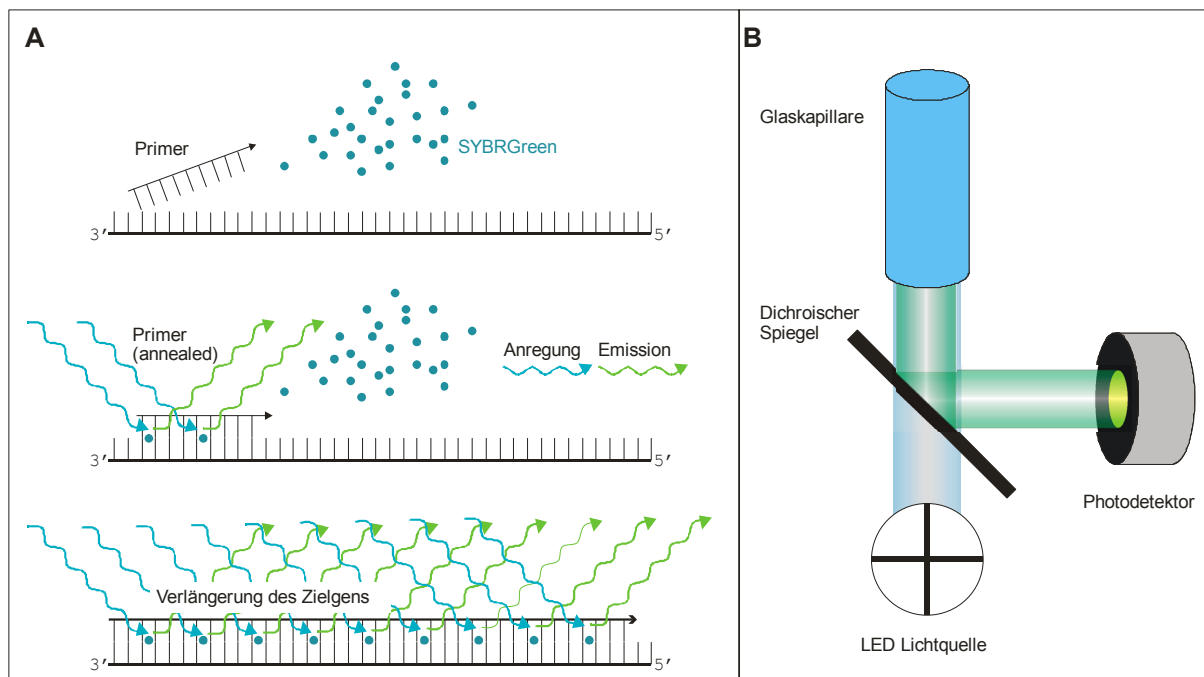 A
Primer
SYBRGreen
3′ 5′
Primer
(annealed)
Anregung Emission
3′ 5′
Verlängerung des Zielgens
3′ 5′
B
Glaskapillare
Dichroischer
Spiegel
Photodetektor
LED Lichtquelle